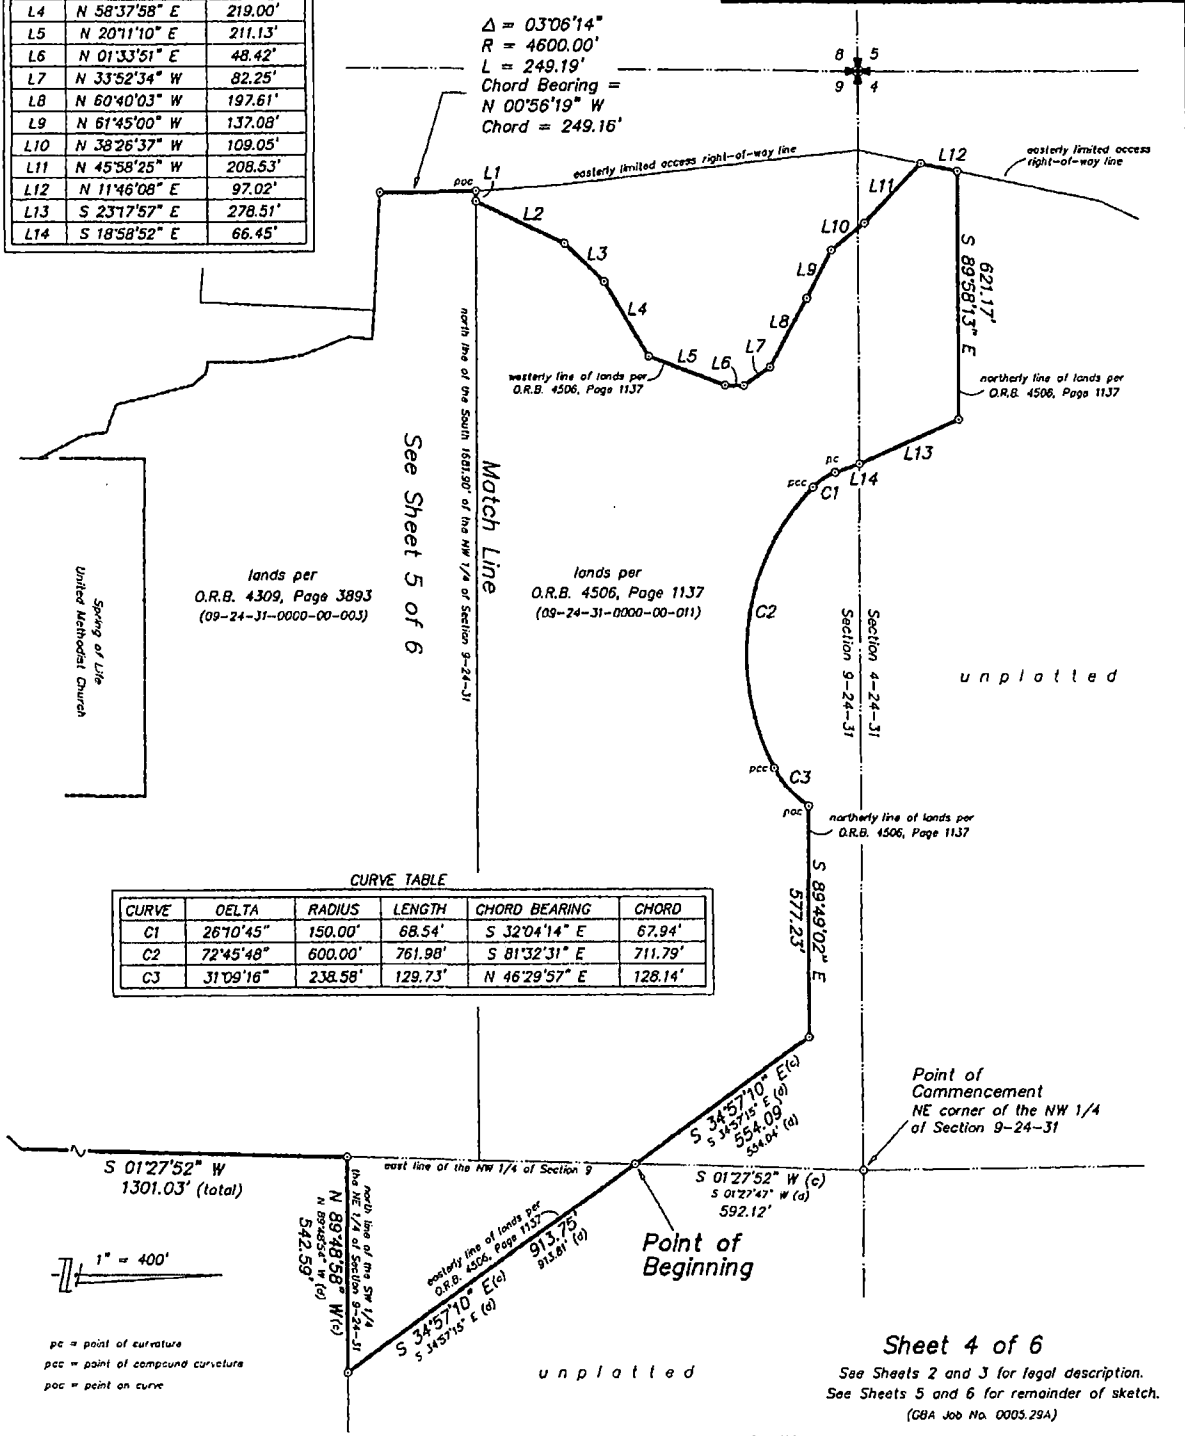 L4 N 58°37'58" E 219.00'
L5 N 20°11'10" E 211.13'
L6 N 01°33'51" E 48.42'
L7 N 33°52'34" W 82.25'
L8 N 60°40'03" W 197.61'
L9 N 61°45'00" W 137.08'
L10 N 38°26'37" W 109.05'
L11 N 45°58'25" W 208.53'
L12 N 11°46'08" E 97.02'
L13 S 23°17'57" E 278.51'
L14 S 18°58'52" E 66.45'
Δ = 03°06'14"
R = 4600.00'
L = 249.19'
Chord Bearing =
N 00°56'19" W
Chord = 249.16'
8 5
9 4
poc
L1
easterly limited access right-of-way line
L12
easterly limited access
right-of-way line
L2
L11
L10
L3
L9
L4
L8
L5
L6
L7
621.17'
S 89°58'13" E
westerly line of lands per
O.R.B. 4506, Page 1137
northerly line of lands per
O.R.B. 4506, Page 1137
L13
pc
L14
pcc
C1
north line of the South 1681.90' of the NW 1/4 of Section 9-24-31
Match Line
See Sheet 5 of 6
lands per
O.R.B. 4309, Page 3893
(09-24-31-0000-00-003)
lands per
O.R.B. 4506, Page 1137
(09-24-31-0000-00-011)
Spring of Life
United Methodist Church
C2
Section 4-24-31
Section 9-24-31
unplatted
pcc
C3
poc
northerly line of lands per
O.R.B. 4506, Page 1137
S 89°49'02" E
577.23'
CURVE TABLE
CURVE DELTA RADIUS LENGTH CHORD BEARING CHORD
C1 26°10'45" 150.00' 68.54' S 32°04'14" E 67.94'
C2 72°45'48" 600.00' 761.98' S 81°32'31" E 711.79'
C3 31°09'16" 238.58' 129.73' N 46°29'57" E 128.14'
S 34°57'10" E(c)
S 34°57'15" E (d)
554.09'
554.04' (d)
Point of
Commencement
NE corner of the NW 1/4
of Section 9-24-31
S 01°27'52" W
1301.03' (total)
east line of the NW 1/4 of Section 9
S 01°27'52" W (c)
S 01°27'47" W (d)
592.12'
north line of the SW 1/4
the NE 1/4 of Section 9-24-31
N 89°48'58" W(c)
N 89°48'56" W (d)
542.59'
easterly line of lands per
O.R.B. 4506, Page 1137
913.75'
913.81' (d)
S 34°57'10" E(c)
S 34°57'15" E (d)
Point of
Beginning
1" = 400'
pc = point of curvature
pcc = point of compound curvature
poc = point on curve
unplatted
Sheet 4 of 6
See Sheets 2 and 3 for legal description.
See Sheets 5 and 6 for remainder of sketch.
(GBA Job No. 0005.29A)